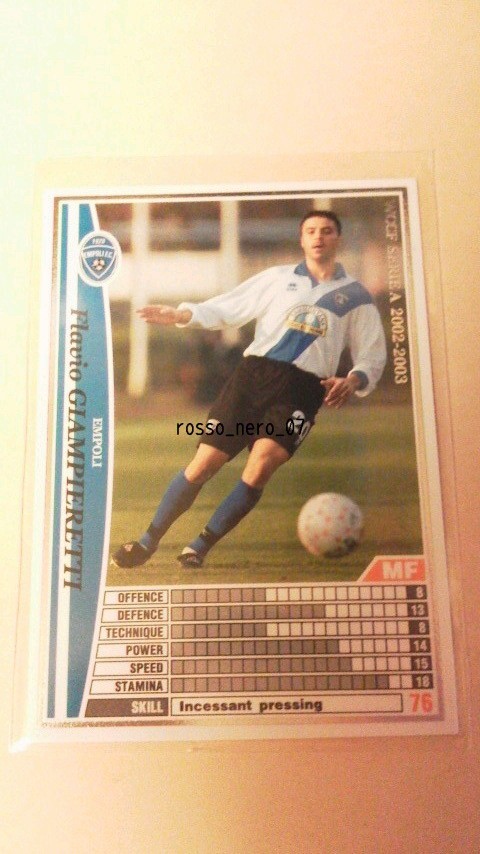 EMPOLI F.C.
WCCF SERIE A 2002-2003
Flavio GIAMPIERETTI
EMPOLI
rosso_nero_07
MF
OFFENCE 8
DEFENCE 13
TECHNIQUE 8
POWER 14
SPEED 15
STAMINA 18
SKILL Incessant pressing 76